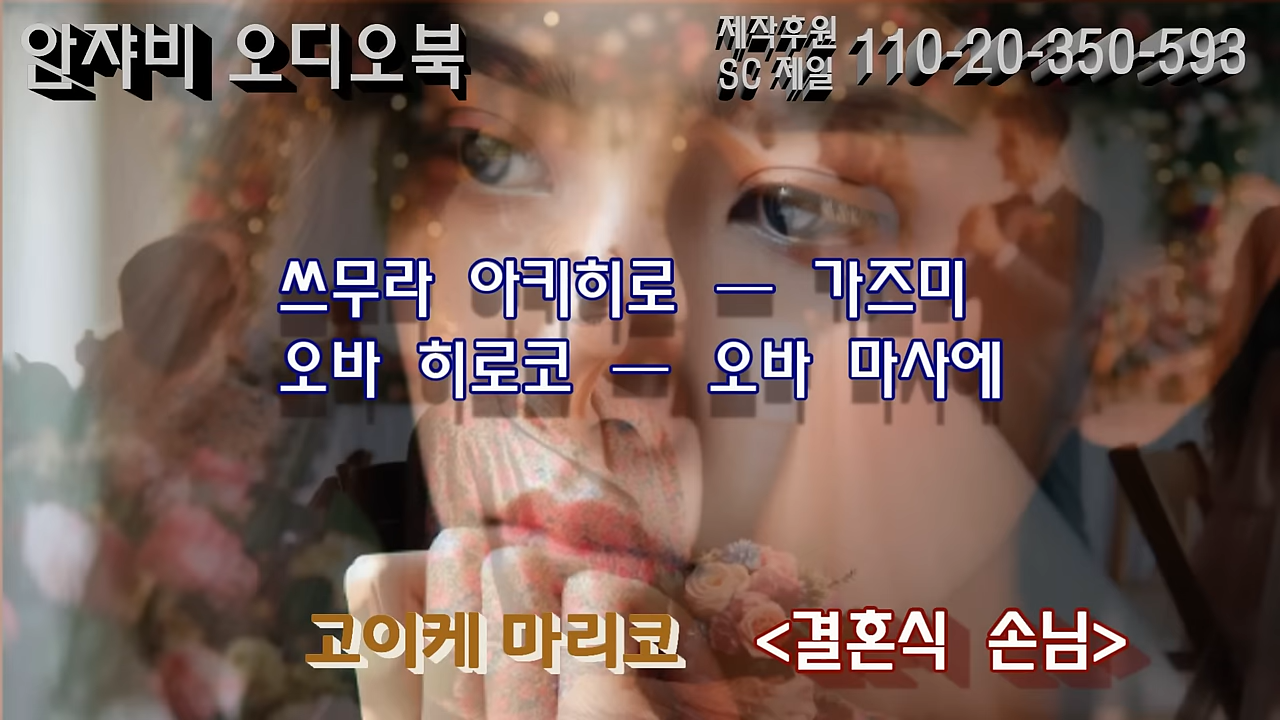 안쟈비 오디오북
제작후원
SC 제일
110-20-350-593
쓰무라 아키히로 — 가즈미
오바 히로코 — 오바 마사에
고이케 마리코 <결혼식 손님>